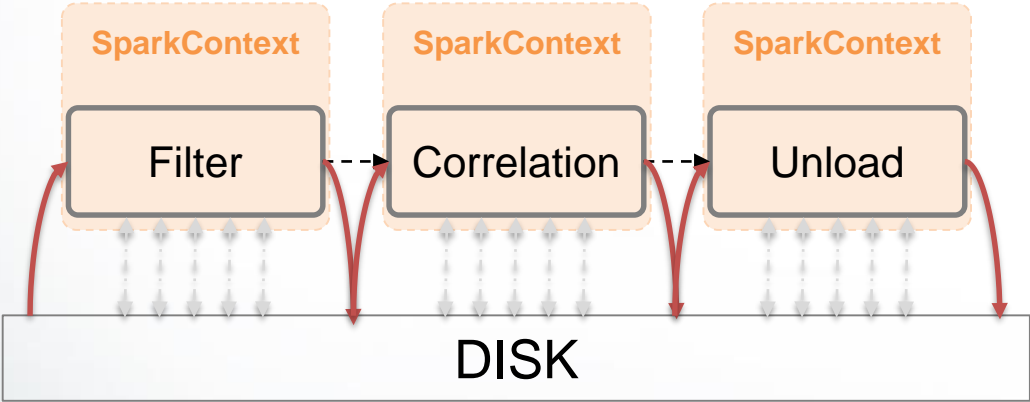 SparkContext
SparkContext
SparkContext
Filter
Correlation
Unload
DISK